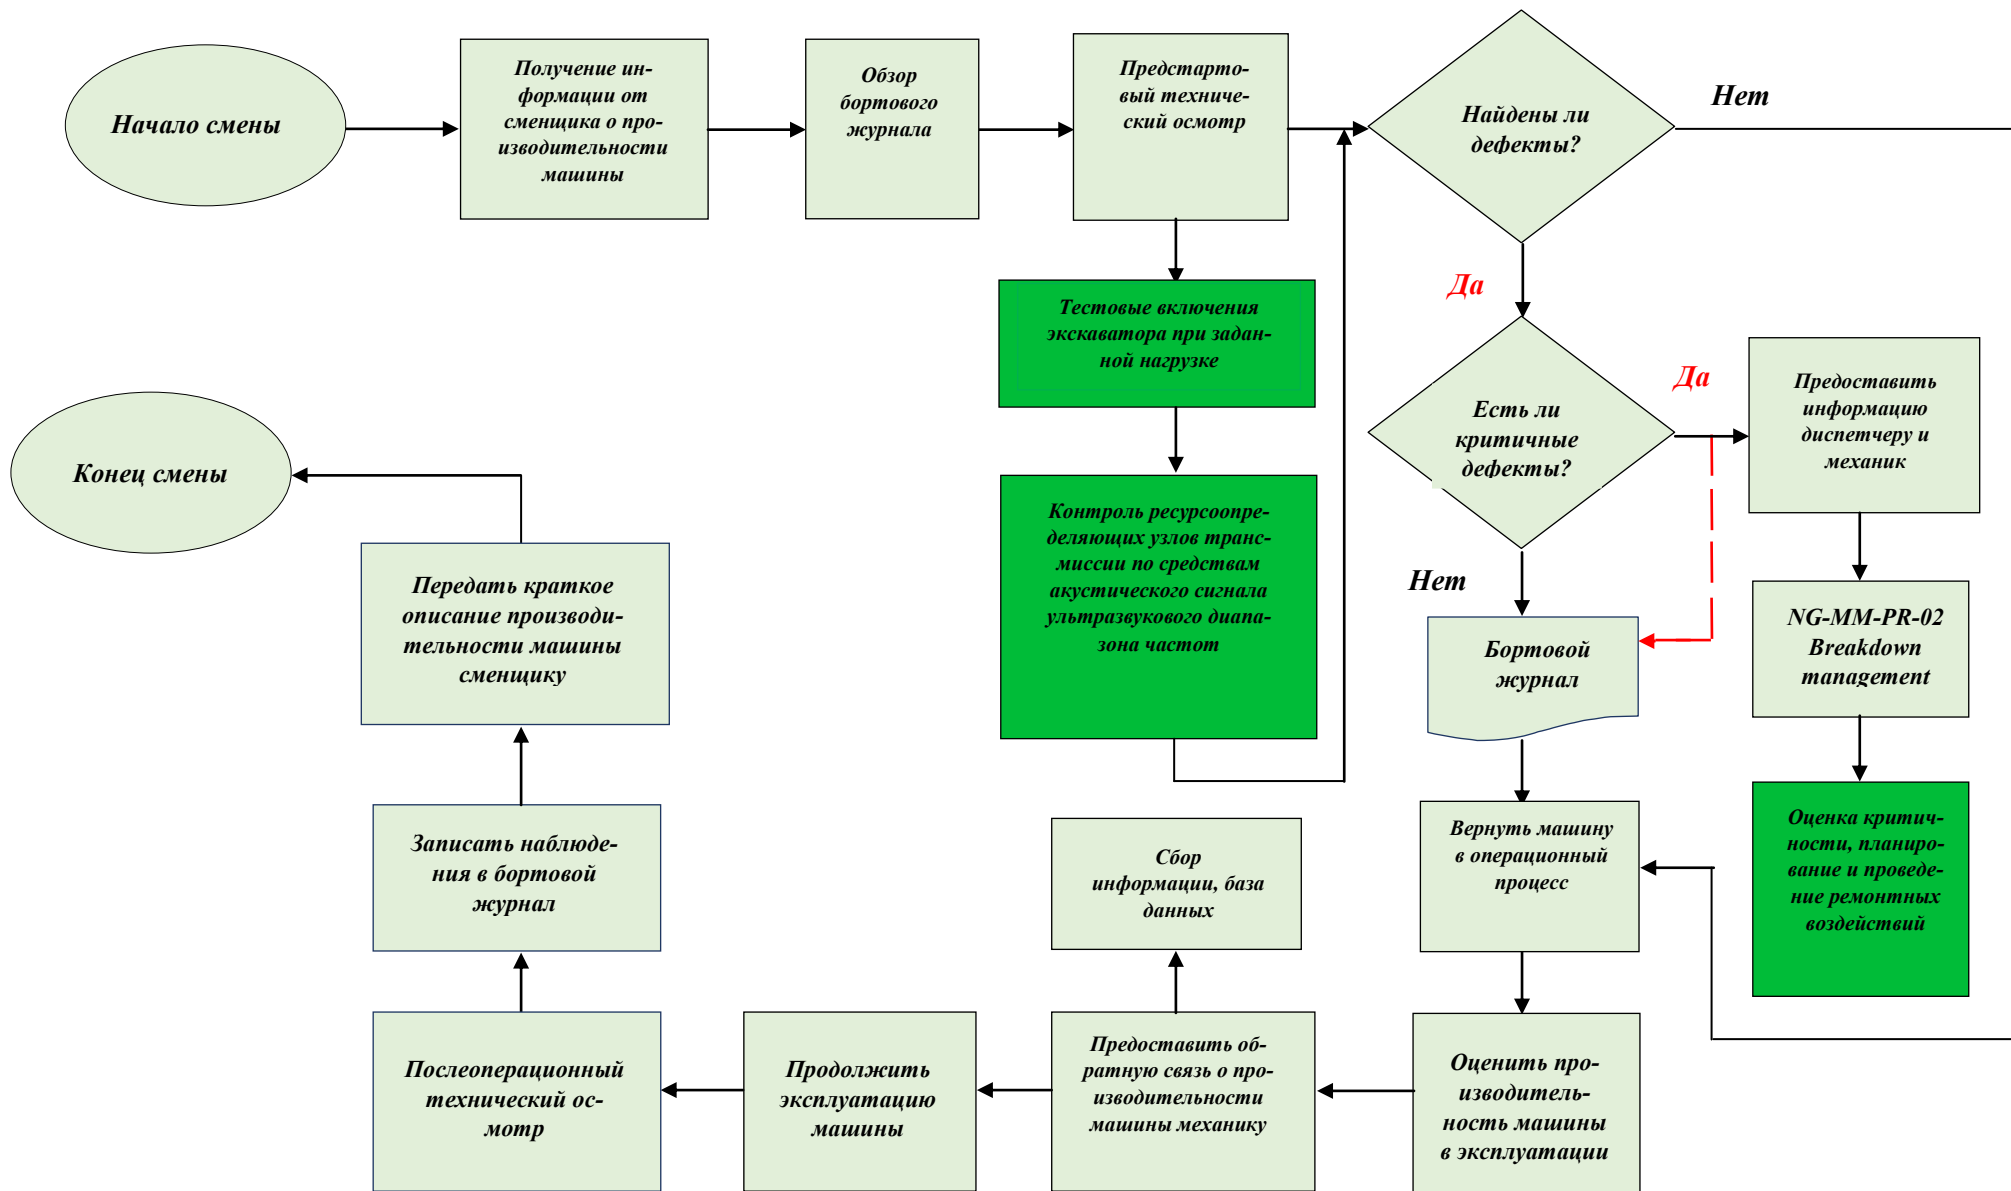 Начало смены
Получение ин-
формации от
сменщика о про-
изводительности
машины
Обзор
бортового
журнала
Предстарто-
вый техниче-
ский осмотр
Найдены ли
дефекты?
Нет
Да
Тестовые включения
экскаватора при задан-
ной нагрузке
Есть ли
критичные
дефекты?
Да
Предоставить
информацию
диспетчеру и
механик
Конец смены
Контроль ресурсоопре-
деляющих узлов транс-
миссии по средствам
акустического сигнала
ультразвукового диапа-
зона частот
Нет
Передать краткое
описание производи-
тельности машины
сменщику
Бортовой
журнал
NG-MM-PR-02
Breakdown
management
Записать наблюде-
ния в бортовой
журнал
Сбор
информации, база
данных
Вернуть машину
в операционный
процесс
Оценка критич-
ности, планиро-
вание и проведе-
ние ремонтных
воздействий
Послеоперационный
технический ос-
мотр
Продолжить
эксплуатацию
машины
Предоставить об-
ратную связь о про-
изводительности
машины механику
Оценить про-
изводитель-
ность машины
в эксплуатации